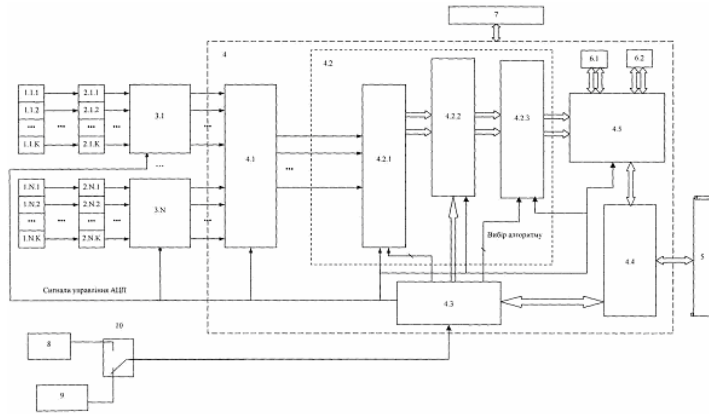 7
4
4.2
6.1
6.2
1.1.1
2.1.1
1.1.2
2.1.2
...
...
...
1.1.K
2.1.K
3.1
...
4.1
...
4.2.1
4.2.2
4.2.3
4.5
...
1.N.1
2.N.1
1.N.2
2.N.2
...
...
...
1.N.K
2.N.K
3.N
...
Вибір алгоритму
4.4
5
Сигнали управління АЦП
4.3
10
8
9